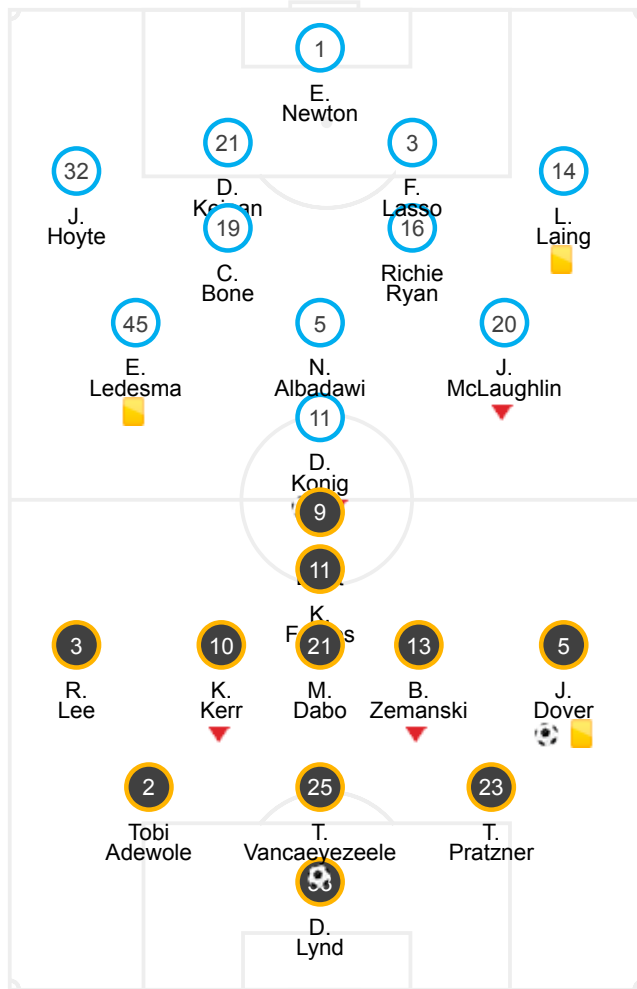 1
E.
Newton
32
J.
Hoyte
21
D.
3
F.
Lasso
14
L.
Laing
19
C.
Bone
16
Richie
Ryan
45
E.
Ledesma
5
N.
Albadawi
20
J.
McLaughlin
11
D.
Konig
9
11
K.
3
R.
Lee
10
K.
Kerr
21
M.
Dabo
13
B.
Zemanski
5
J.
Dover
2
Tobi
Adewole
25
T.
Vancaeyezeele
23
T.
Pratzner
D.
Lynd